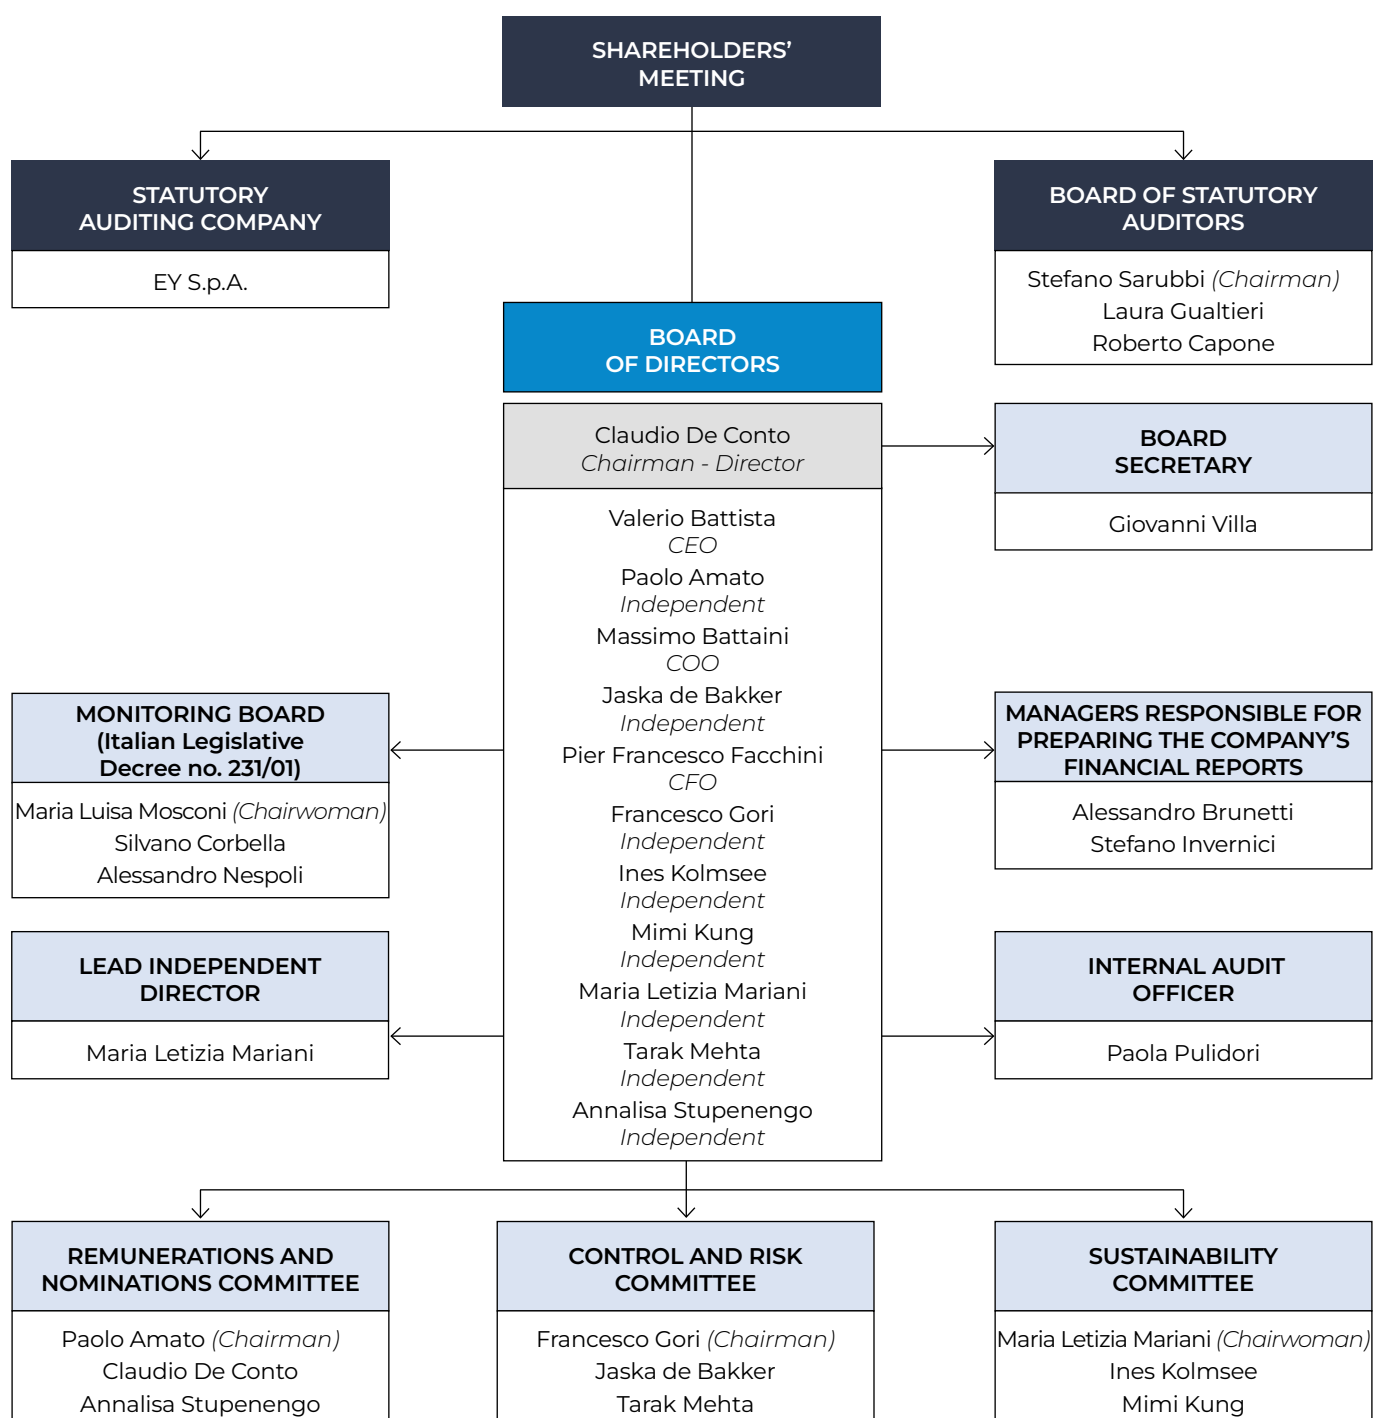 SHAREHOLDERS’
MEETING
STATUTORY
AUDITING COMPANY
EY S.p.A.
BOARD OF STATUTORY
AUDITORS
Stefano Sarubbi (Chairman)
Laura Gualtieri
Roberto Capone
BOARD
OF DIRECTORS
Claudio De Conto
Chairman - Director
Valerio Battista
CEO
Paolo Amato
Independent
Massimo Battaini
COO
Jaska de Bakker
Independent
Pier Francesco Facchini
CFO
Francesco Gori
Independent
Ines Kolmsee
Independent
Mimi Kung
Independent
Maria Letizia Mariani
Independent
Tarak Mehta
Independent
Annalisa Stupenengo
Independent
BOARD
SECRETARY
Giovanni Villa
MONITORING BOARD
(Italian Legislative
Decree no. 231/01)
Maria Luisa Mosconi (Chairwoman)
Silvano Corbella
Alessandro Nespoli
MANAGERS RESPONSIBLE FOR
PREPARING THE COMPANY’S
FINANCIAL REPORTS
Alessandro Brunetti
Stefano Invernici
LEAD INDEPENDENT
DIRECTOR
Maria Letizia Mariani
INTERNAL AUDIT
OFFICER
Paola Pulidori
REMUNERATIONS AND
NOMINATIONS COMMITTEE
Paolo Amato (Chairman)
Claudio De Conto
Annalisa Stupenengo
CONTROL AND RISK
COMMITTEE
Francesco Gori (Chairman)
Jaska de Bakker
Tarak Mehta
SUSTAINABILITY
COMMITTEE
Maria Letizia Mariani (Chairwoman)
Ines Kolmsee
Mimi Kung